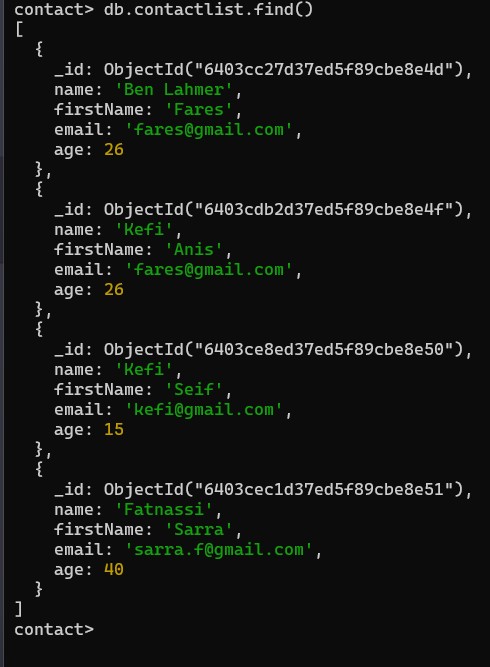 contact> db.contactlist.find()
[
  {
    _id: ObjectId("6403cc27d37ed5f89cbe8e4d"),
    name: 'Ben Lahmer',
    firstName: 'Fares',
    email: 'fares@gmail.com',
    age: 26
  },
  {
    _id: ObjectId("6403cdb2d37ed5f89cbe8e4f"),
    name: 'Kefi',
    firstName: 'Anis',
    email: 'fares@gmail.com',
    age: 26
  },
  {
    _id: ObjectId("6403ce8ed37ed5f89cbe8e50"),
    name: 'Kefi',
    firstName: 'Seif',
    email: 'kefi@gmail.com',
    age: 15
  },
  {
    _id: ObjectId("6403cec1d37ed5f89cbe8e51"),
    name: 'Fatnassi',
    firstName: 'Sarra',
    email: 'sarra.f@gmail.com',
    age: 40
  }
]
contact>